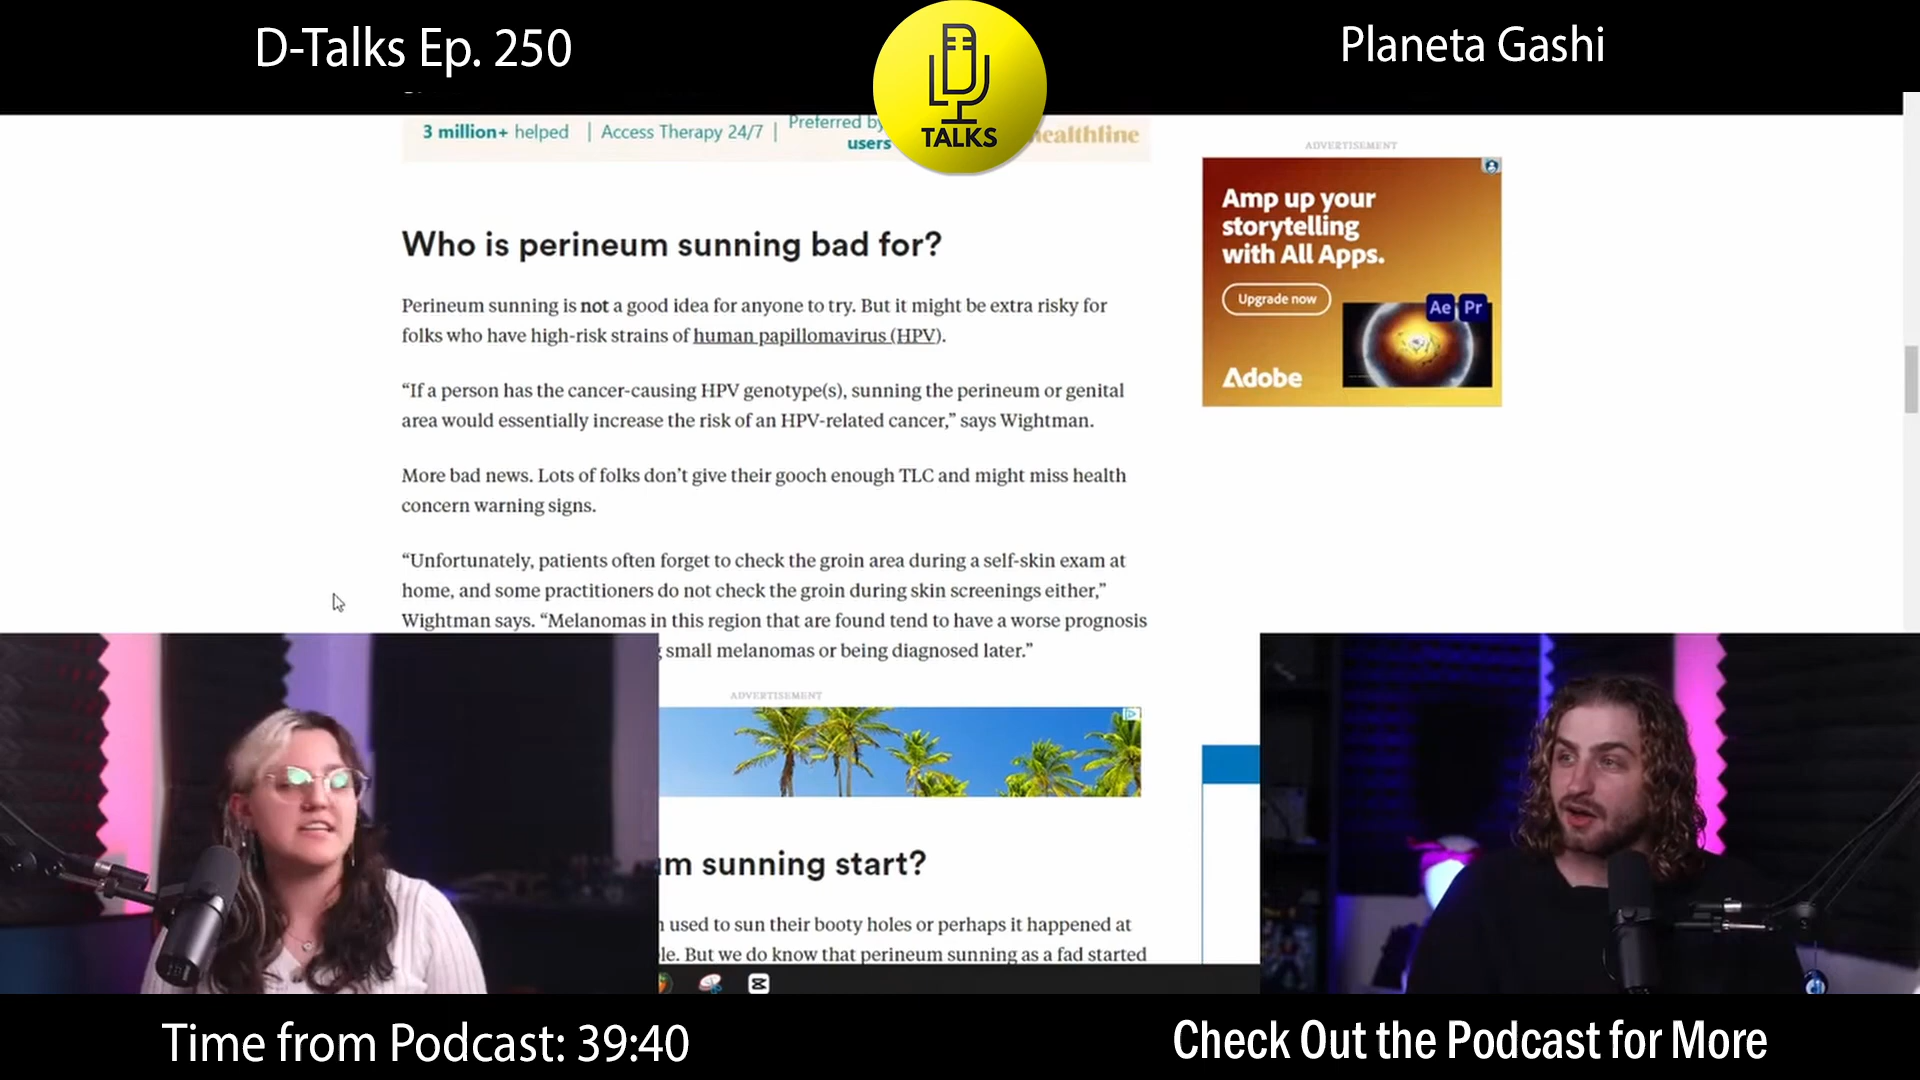 D-Talks Ep. 250
Planeta Gashi
TALKS
3 million+ helped | Access Therapy 24/7 | Preferred by
users
healthline
ADVERTISEMENT
Amp up your
storytelling
with All Apps.
Upgrade now
Ae Pr
Adobe
Who is perineum sunning bad for?
Perineum sunning is not a good idea for anyone to try. But it might be extra risky for
folks who have high-risk strains of human papillomavirus (HPV).
“If a person has the cancer-causing HPV genotype(s), sunning the perineum or genital
area would essentially increase the risk of an HPV-related cancer,” says Wightman.
More bad news. Lots of folks don’t give their gooch enough TLC and might miss health
concern warning signs.
“Unfortunately, patients often forget to check the groin area during a self-skin exam at
home, and some practitioners do not check the groin during skin screenings either,”
Wightman says. “Melanomas in this region that are found tend to have a worse prognosis
small melanomas or being diagnosed later.”
ADVERTISEMENT
sunning start?
used to sun their booty holes or perhaps it happened at
But we do know that perineum sunning as a fad started
Time from Podcast: 39:40
Check Out the Podcast for More